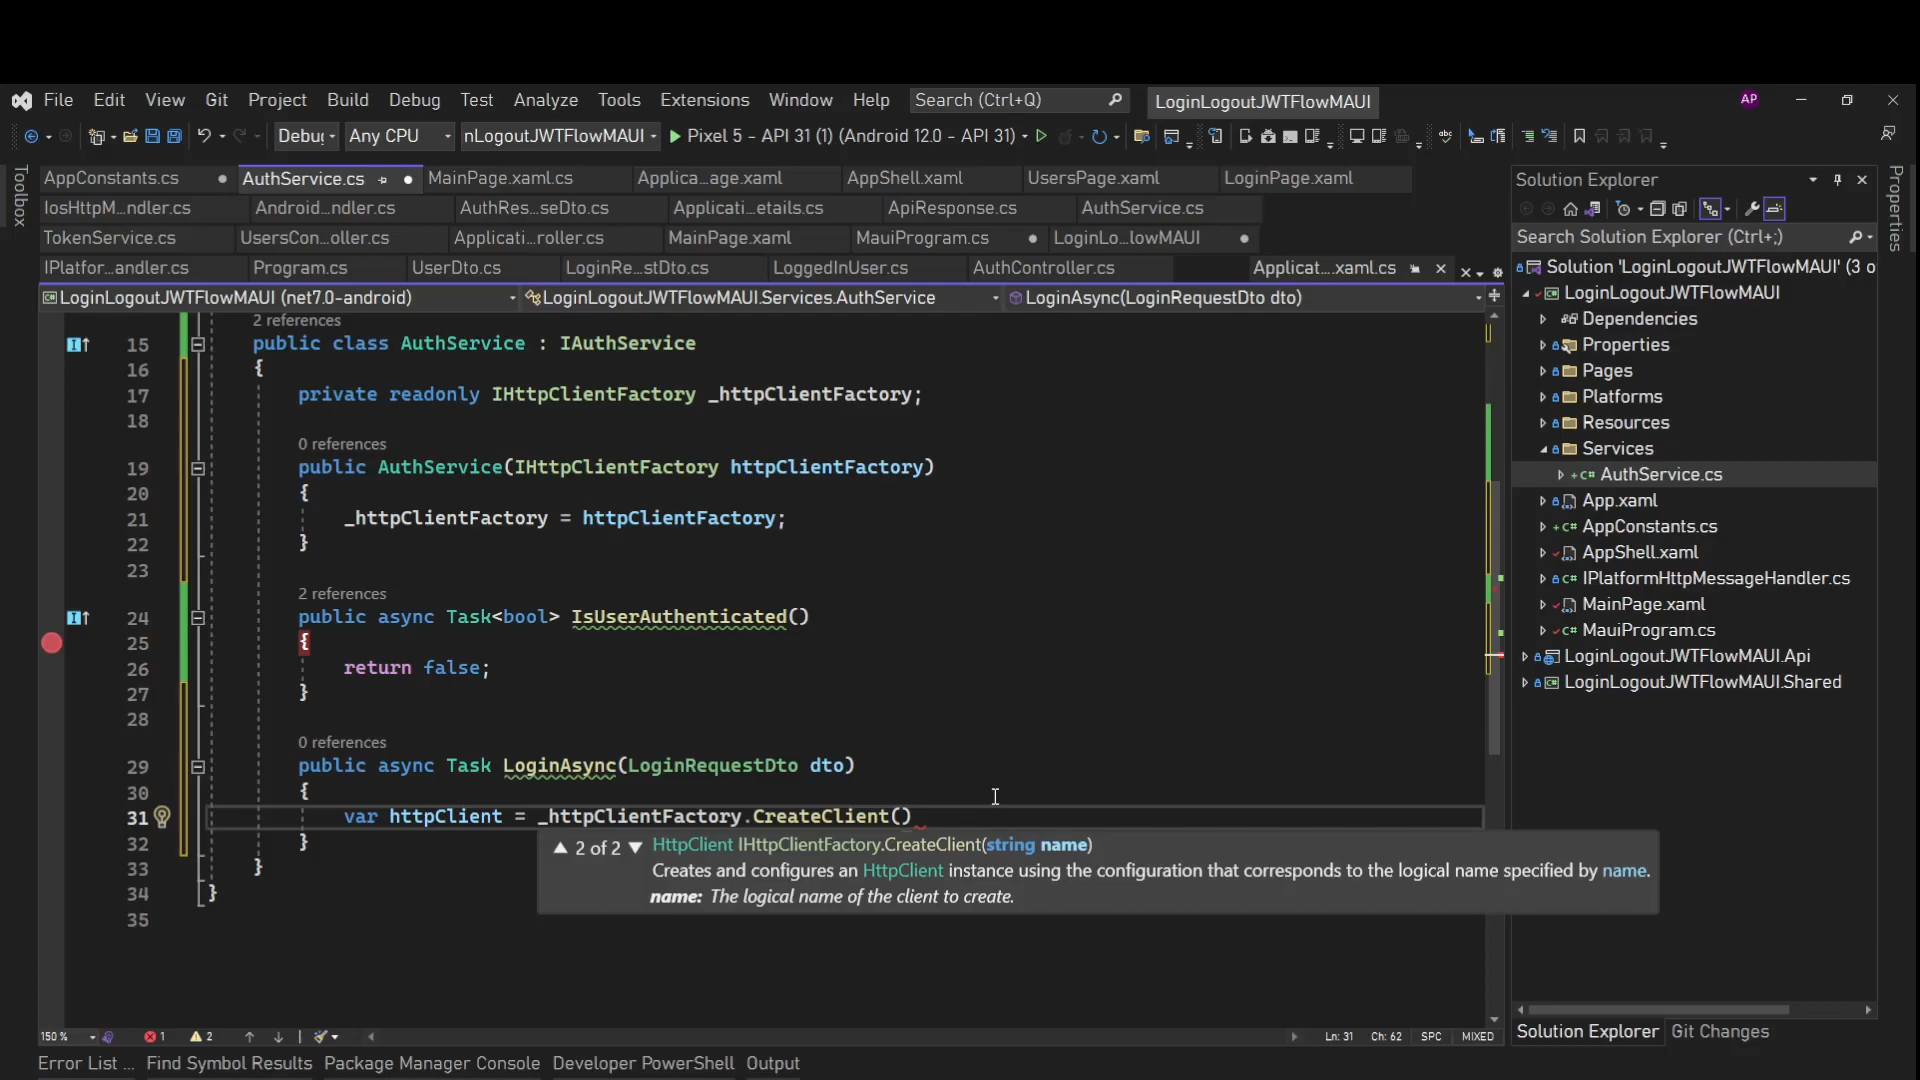 File Edit View Git Project Build Debug Test Analyze Tools Extensions Window Help Search (Ctrl+Q) LoginLogoutJWTFlowMAUI AP
Debug Any CPU nLogoutJWTFlowMAUI Pixel 5 - API 31 (1) (Android 12.0 - API 31)
Toolbox
AppConstants.cs AuthService.cs MainPage.xaml.cs Applica...age.xaml AppShell.xaml UsersPage.xaml LoginPage.xaml
IosHttpM...ndler.cs Android...ndler.cs AuthRes...seDto.cs Applicati...etails.cs ApiResponse.cs AuthService.cs
TokenService.cs UsersCon...oller.cs Applicati...roller.cs MainPage.xaml MauiProgram.cs LoginLo...lowMAUI
IPlatfor...andler.cs Program.cs UserDto.cs LoginRe...stDto.cs LoggedInUser.cs AuthController.cs Applicat....xaml.cs
LoginLogoutJWTFlowMAUI (net7.0-android) LoginLogoutJWTFlowMAUI.Services.AuthService LoginAsync(LoginRequestDto dto)
2 references
15 public class AuthService : IAuthService
16 {
17 private readonly IHttpClientFactory _httpClientFactory;
18
0 references
19 public AuthService(IHttpClientFactory httpClientFactory)
20 {
21 _httpClientFactory = httpClientFactory;
22 }
23
2 references
24 public async Task<bool> IsUserAuthenticated()
25 {
26 return false;
27 }
28
0 references
29 public async Task LoginAsync(LoginRequestDto dto)
30 {
31 var httpClient = _httpClientFactory.CreateClient()
32 }
33 }
34 }
35
2 of 2 HttpClient IHttpClientFactory.CreateClient(string name)
Creates and configures an HttpClient instance using the configuration that corresponds to the logical name specified by name.
name: The logical name of the client to create.
150 % 1 2 Ln: 31 Ch: 62 SPC MIXED
Error List ... Find Symbol Results Package Manager Console Developer PowerShell Output
Solution Explorer
Search Solution Explorer (Ctrl+;)
Solution 'LoginLogoutJWTFlowMAUI' (3 o
LoginLogoutJWTFlowMAUI
Dependencies
Properties
Pages
Platforms
Resources
Services
AuthService.cs
App.xaml
AppConstants.cs
AppShell.xaml
IPlatformHttpMessageHandler.cs
MainPage.xaml
MauiProgram.cs
LoginLogoutJWTFlowMAUI.Api
LoginLogoutJWTFlowMAUI.Shared
Solution Explorer Git Changes
Properties